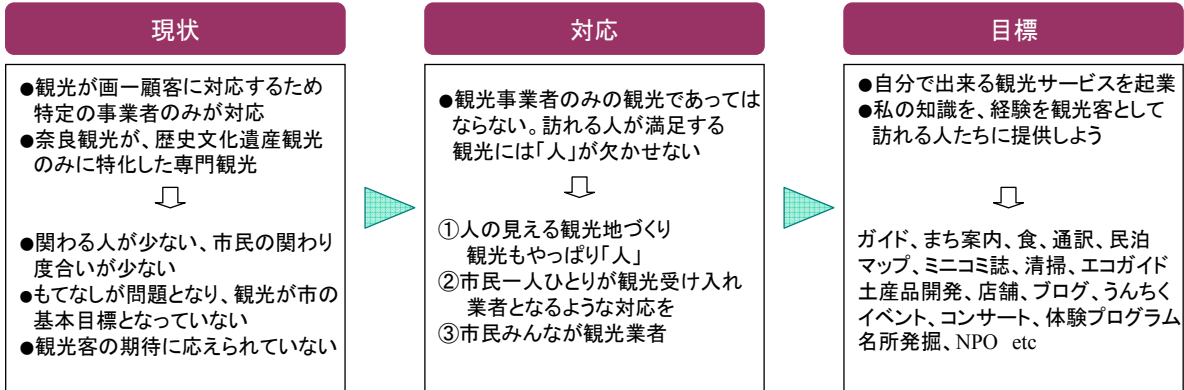 現状
●観光が画一顧客に対応するため
特定の事業者のみが対応
●奈良観光が、歴史文化遺産観光
のみに特化した専門観光
●関わる人が少ない、市民の関わり
度合いが少ない
●もてなしが問題となり、観光が市の
基本目標となっていない
●観光客の期待に応えられていない
対応
●観光事業者のみの観光であっては
ならない。訪れる人が満足する
観光には「人」が欠かせない
①人の見える観光地づくり
観光もやっぱり「人」
②市民一人ひとりが観光受け入れ
業者となるような対応を
③市民みんなが観光業者
目標
●自分で出来る観光サービスを起業
●私の知識を、経験を観光客として
訪れる人たちに提供しよう
ガイド、まち案内、食、通訳、民泊
マップ、ミニコミ誌、清掃、エコガイド
土産品開発、店舗、ブログ、うんちく
イベント、コンサート、体験プログラム
名所発掘、NPO etc